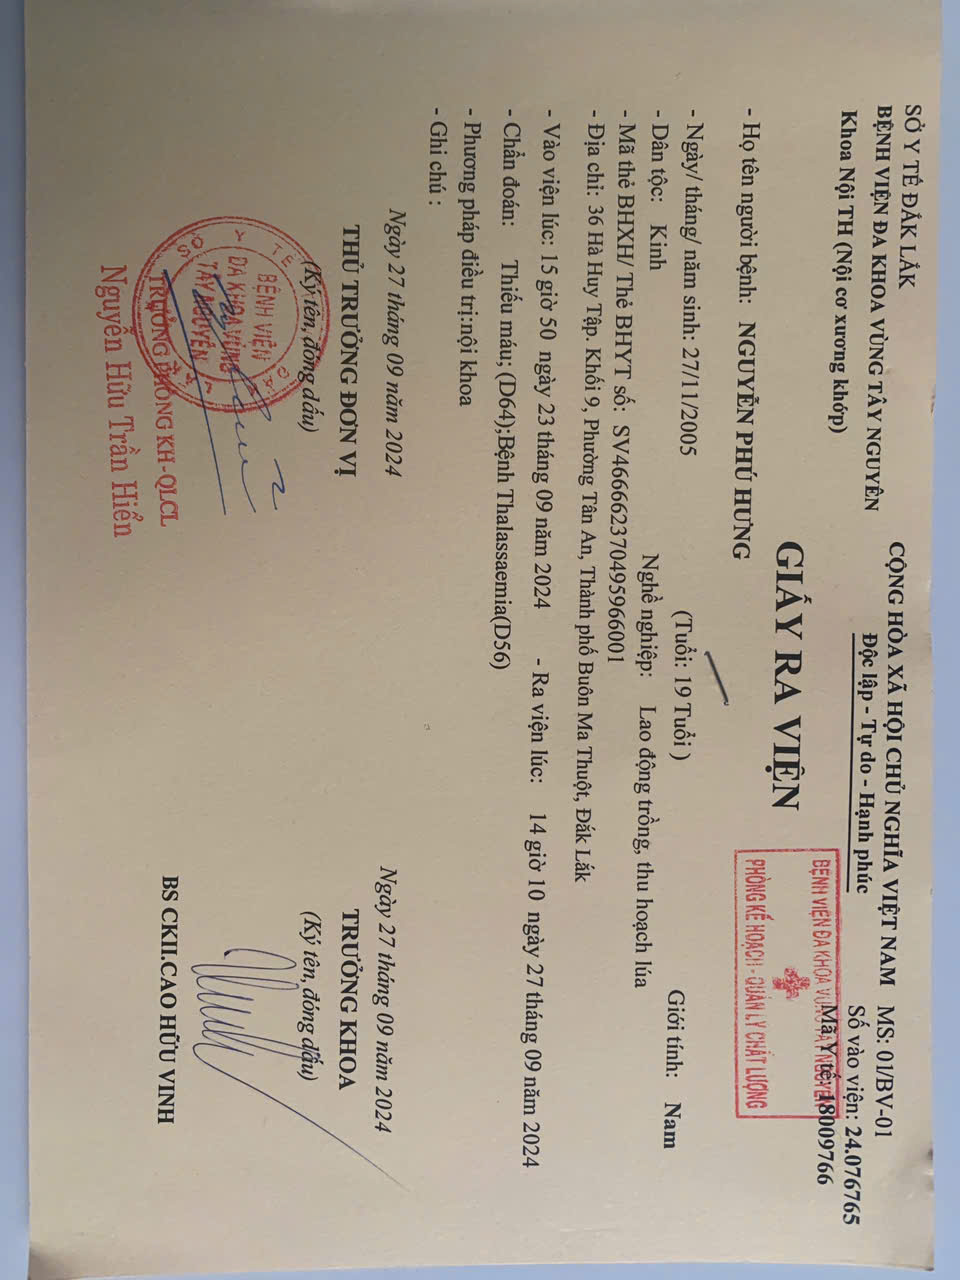 SỞ Y TẾ ĐẮK LẮK
BỆNH VIỆN ĐA KHOA VÙNG TÂY NGUYÊN
Khoa Nội TH (Nội cơ xương khớp)
CỘNG HÒA XÃ HỘI CHỦ NGHĨA VIỆT NAM
Độc lập - Tự do - Hạnh phúc
MS: 01/BV-01
Số vào viện: 24.076765
Mã Y tế: 18009766
BỆNH VIỆN ĐA KHOA VÙNG TÂY NGUYÊN
PHÒNG KẾ HOẠCH - QUẢN LÝ CHẤT LƯỢNG
GIẤY RA VIỆN
- Họ tên người bệnh: NGUYỄN PHÚ HƯNG
- Ngày/ tháng/ năm sinh: 27/11/2005 (Tuổi: 19 Tuổi ) Giới tính: Nam
- Dân tộc: Kinh Nghề nghiệp: Lao động trồng, thu hoạch lúa
- Mã thẻ BHXH/ Thẻ BHYT số: SV4666623704959​66001
- Địa chỉ: 36 Hà Huy Tập. Khối 9, Phường Tân An, Thành phố Buôn Ma Thuột, Đắk Lắk
- Vào viện lúc: 15 giờ 50 ngày 23 tháng 09 năm 2024 - Ra viện lúc: 14 giờ 10 ngày 27 tháng 09 năm 2024
- Chẩn đoán: Thiếu máu; (D64);Bệnh Thalassaemia(D56)
- Phương pháp điều trị:nội khoa
- Ghi chú :
Ngày 27 tháng 09 năm 2024
THỦ TRƯỞNG ĐƠN VỊ
(Ký tên, đóng dấu)
SỞ Y TẾ
BỆNH VIỆN
ĐA KHOA VÙNG
TÂY NGUYÊN
TRƯỞNG PHÒNG KH-QLCL
Nguyễn Hữu Trần Hiển
Ngày 27 tháng 09 năm 2024
TRƯỞNG KHOA
(Ký tên, đóng dấu)
BS CKII.CAO HỮU VINH